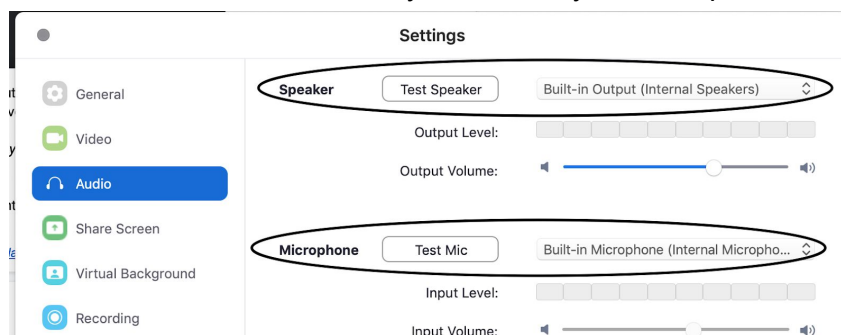 Settings
General
Video
Audio
Share Screen
Virtual Background
Recording
Speaker Test Speaker Built-in Output (Internal Speakers)
Output Level:
Output Volume:
Microphone Test Mic Built-in Microphone (Internal Micropho...
Input Level:
Input Volume: